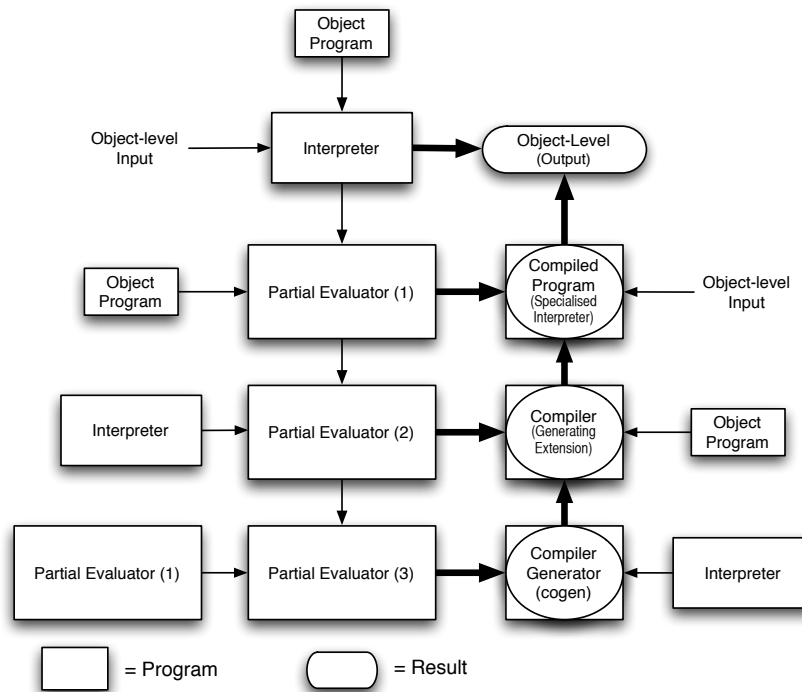 Object
Program
Object-level
Input
Interpreter
Object-Level
(Output)
Object
Program
Partial Evaluator (1)
Compiled
Program
(Specialised
Interpreter)
Object-level
Input
Interpreter
Partial Evaluator (2)
Compiler
(Generating
Extension)
Object
Program
Partial Evaluator (1)
Partial Evaluator (3)
Compiler
Generator
(cogen)
Interpreter
= Program
= Result